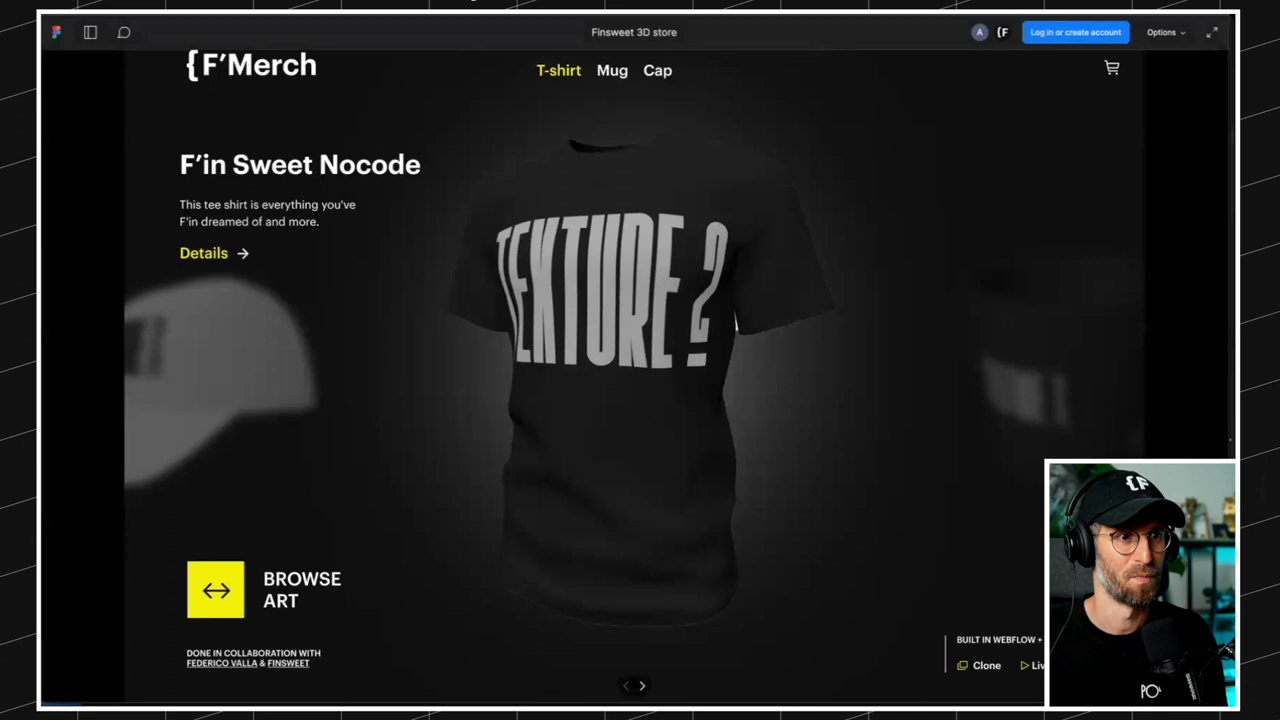 Finsweet 3D store
A
{F
Log in or create account
Options
{F'Merch
T-shirt
Mug
Cap
F'in Sweet Nocode
This tee shirt is everything you've
F'in dreamed of and more.
Details →
TEXTURE ?
BROWSE
ART
DONE IN COLLABORATION WITH
FEDERICO VALLA & FINSWEET
BUILT IN WEBFLOW +
Clone
{F